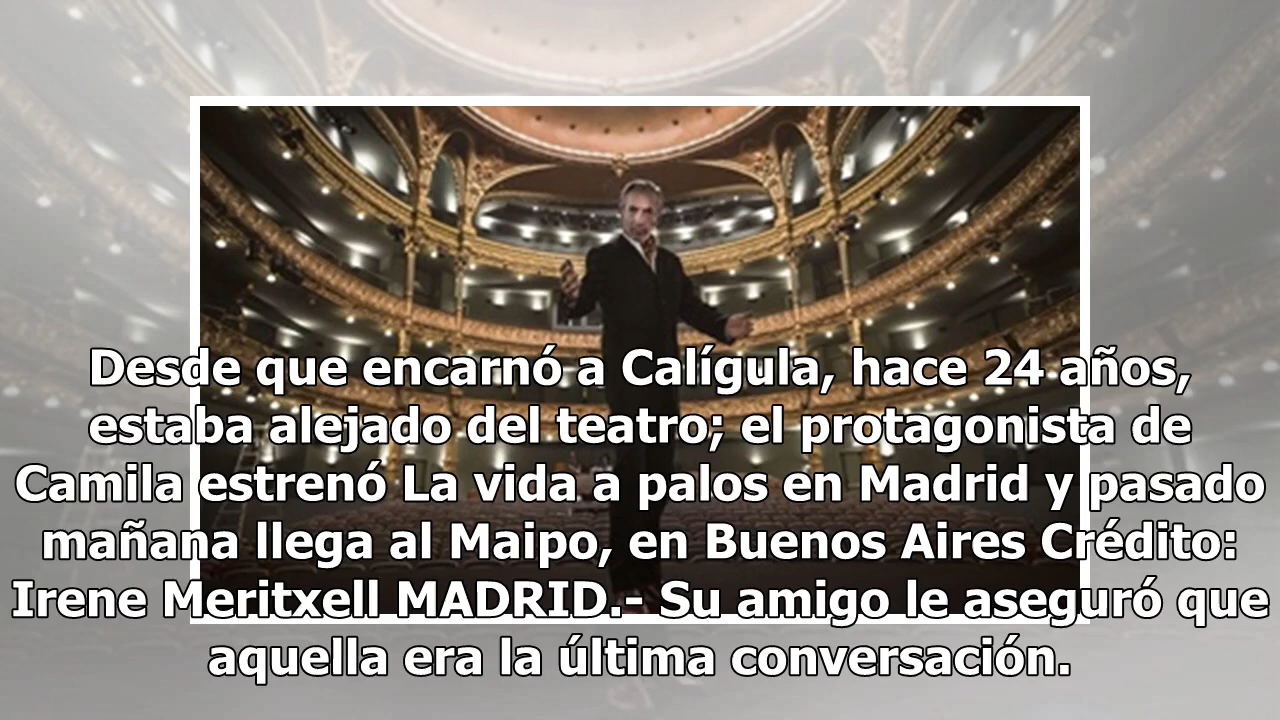 Desde que encarnó a Calígula, hace 24 años,
estaba alejado del teatro; el protagonista de
Camila estrenó La vida a palos en Madrid y pasado
mañana llega al Maipo, en Buenos Aires Crédito:
Irene Meritxell MADRID.- Su amigo le aseguró que
aquella era la última conversación.